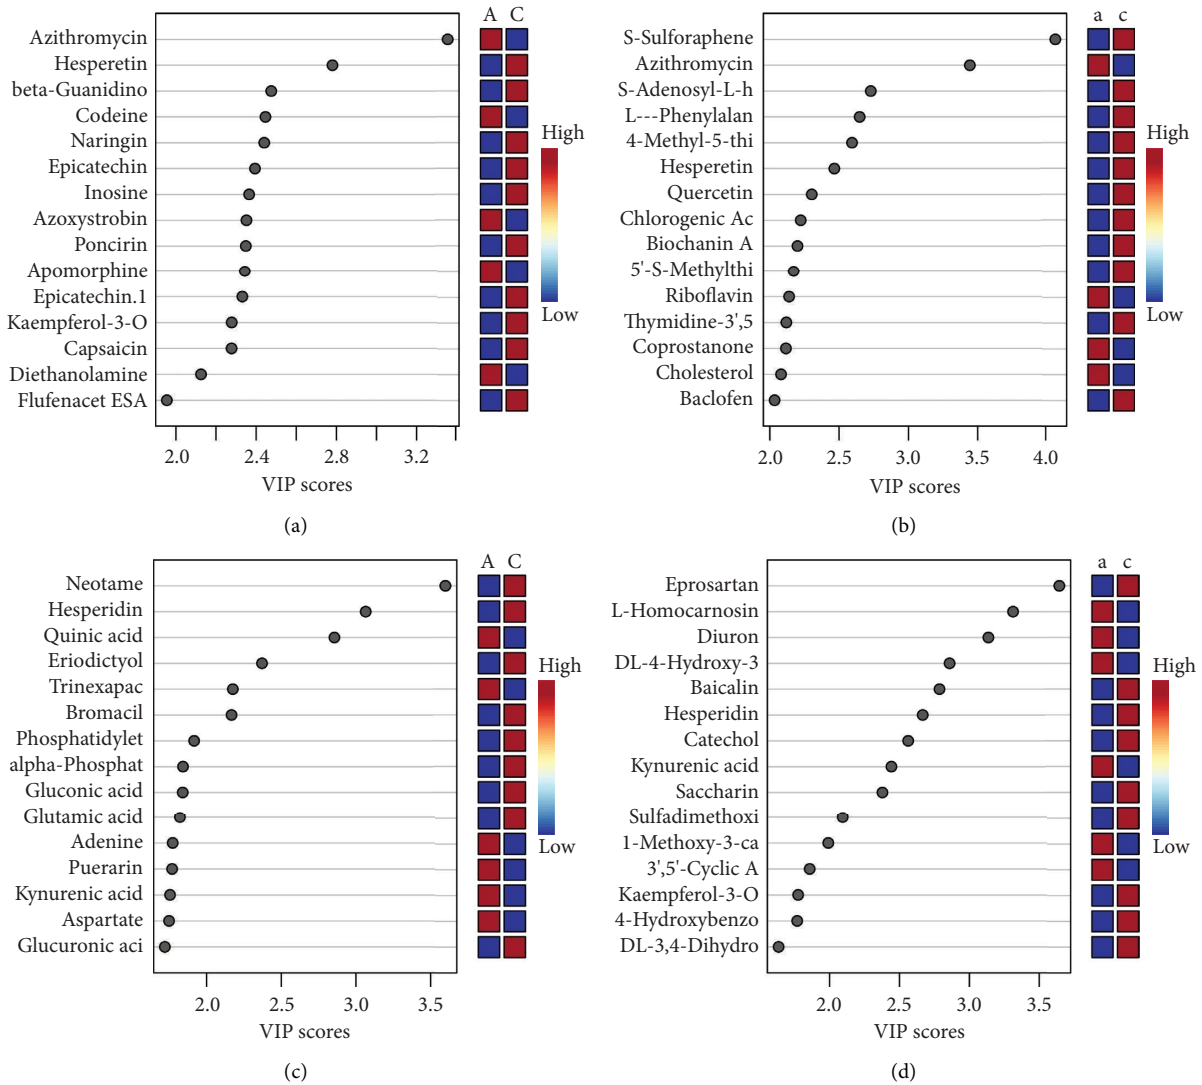 A C
Azithromycin
Hesperetin
beta-Guanidino
Codeine
Naringin
Epicatechin
Inosine
Azoxystrobin
Poncirin
Apomorphine
Epicatechin.1
Kaempferol-3-O
Capsaicin
Diethanolamine
Flufenacet ESA
High
Low
2.0 2.4 2.8 3.2
VIP scores
(a)
a c
S-Sulforaphene
Azithromycin
S-Adenosyl-L-h
L---Phenylalan
4-Methyl-5-thi
Hesperetin
Quercetin
Chlorogenic Ac
Biochanin A
5'-S-Methylthi
Riboflavin
Thymidine-3',5
Coprostanone
Cholesterol
Baclofen
High
Low
2.0 2.5 3.0 3.5 4.0
VIP scores
(b)
A C
Neotame
Hesperidin
Quinic acid
Eriodictyol
Trinexapac
Bromacil
Phosphatidylet
alpha-Phosphat
Gluconic acid
Glutamic acid
Adenine
Puerarin
Kynurenic acid
Aspartate
Glucuronic aci
High
Low
2.0 2.5 3.0 3.5
VIP scores
(c)
a c
Eprosartan
L-Homocarnosin
Diuron
DL-4-Hydroxy-3
Baicalin
Hesperidin
Catechol
Kynurenic acid
Saccharin
Sulfadimethoxi
1-Methoxy-3-ca
3',5'-Cyclic A
Kaempferol-3-O
4-Hydroxybenzo
DL-3,4-Dihydro
High
Low
2.0 2.5 3.0 3.5
VIP scores
(d)